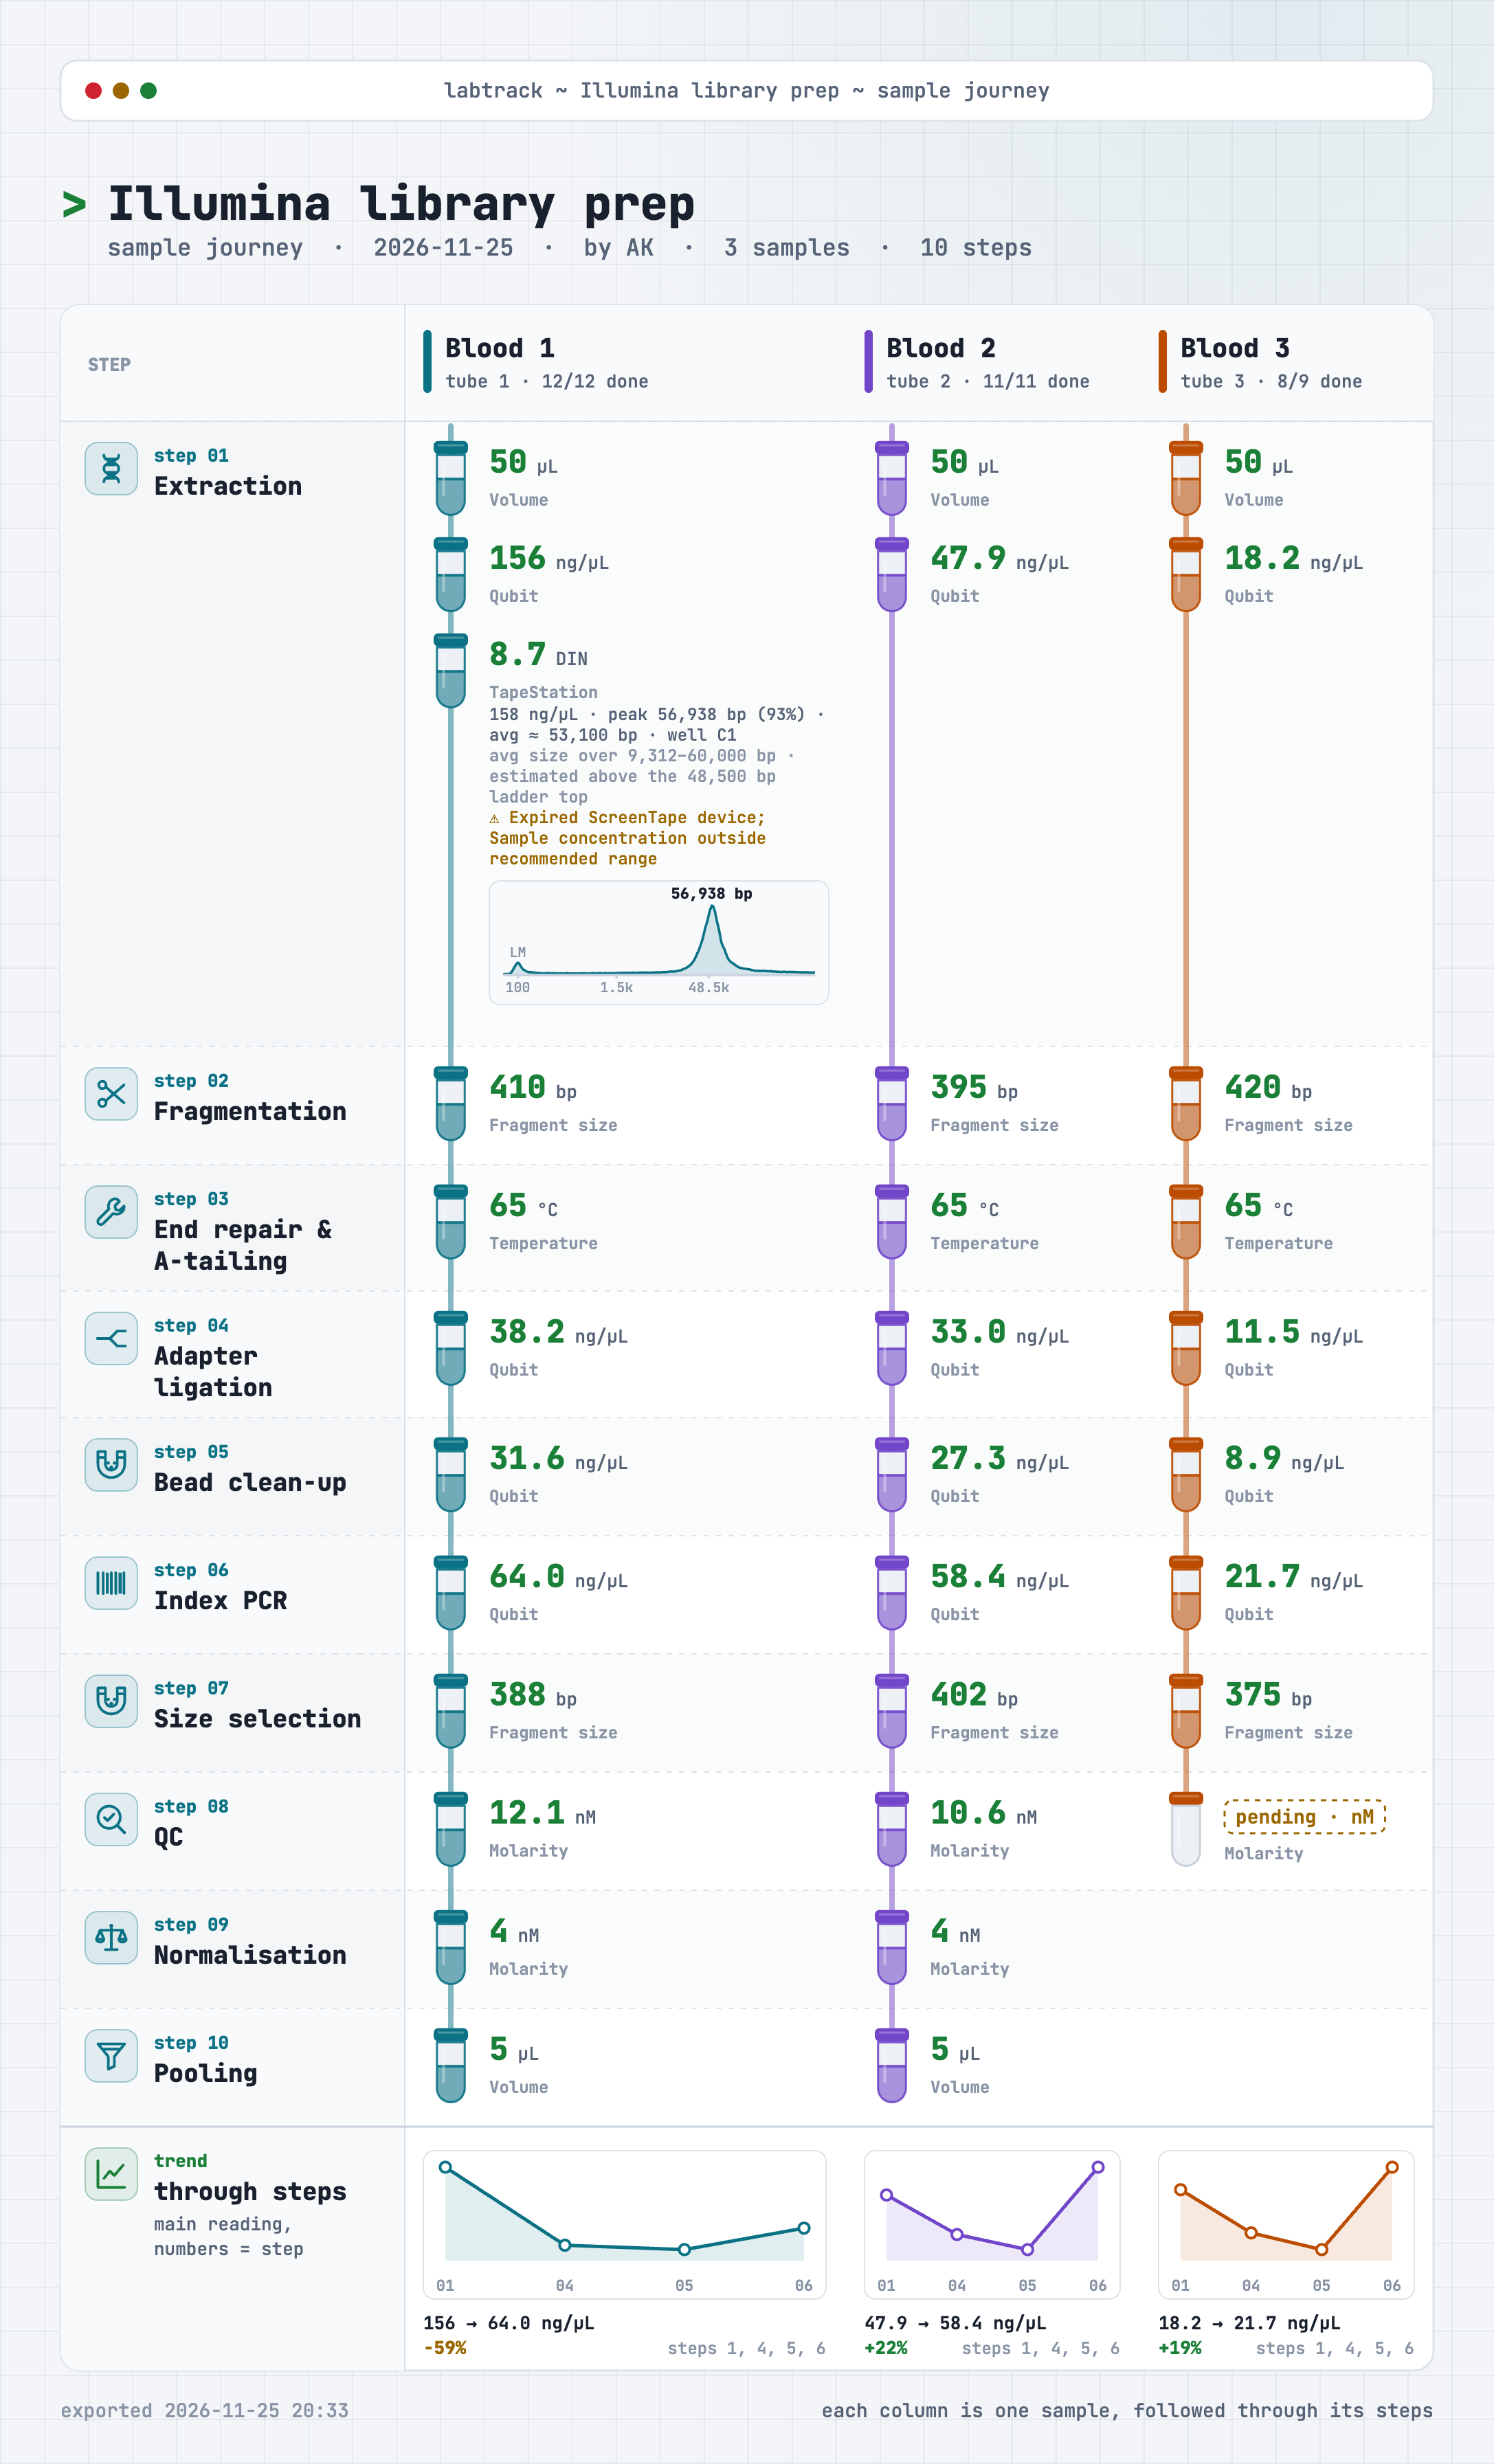 labtrack ~ Illumina library prep ~ sample journey
> Illumina library prep
sample journey · 2026-11-25 · by AK · 3 samples · 10 steps
STEP
Blood 1
tube 1 · 12/12 done
Blood 2
tube 2 · 11/11 done
Blood 3
tube 3 · 8/9 done
step 01
Extraction
50 µL
Volume
50 µL
Volume
50 µL
Volume
156 ng/µL
Qubit
47.9 ng/µL
Qubit
18.2 ng/µL
Qubit
8.7 DIN
TapeStation
158 ng/µL · peak 56,938 bp (93%) ·
avg ≈ 53,100 bp · well C1
avg size over 9,312–60,000 bp ·
estimated above the 48,500 bp
ladder top
⚠ Expired ScreenTape device;
Sample concentration outside
recommended range
56,938 bp
LM
100 1.5k 48.5k
step 02
Fragmentation
410 bp
Fragment size
395 bp
Fragment size
420 bp
Fragment size
step 03
End repair &
A-tailing
65 °C
Temperature
65 °C
Temperature
65 °C
Temperature
step 04
Adapter
ligation
38.2 ng/µL
Qubit
33.0 ng/µL
Qubit
11.5 ng/µL
Qubit
step 05
Bead clean-up
31.6 ng/µL
Qubit
27.3 ng/µL
Qubit
8.9 ng/µL
Qubit
step 06
Index PCR
64.0 ng/µL
Qubit
58.4 ng/µL
Qubit
21.7 ng/µL
Qubit
step 07
Size selection
388 bp
Fragment size
402 bp
Fragment size
375 bp
Fragment size
step 08
QC
12.1 nM
Molarity
10.6 nM
Molarity
pending · nM
Molarity
step 09
Normalisation
4 nM
Molarity
4 nM
Molarity
step 10
Pooling
5 µL
Volume
5 µL
Volume
trend
through steps
main reading,
numbers = step
01 04 05 06
156 → 64.0 ng/µL
-59% steps 1, 4, 5, 6
01 04 05 06
47.9 → 58.4 ng/µL
+22% steps 1, 4, 5, 6
01 04 05 06
18.2 → 21.7 ng/µL
+19% steps 1, 4, 5, 6
exported 2026-11-25 20:33
each column is one sample, followed through its steps